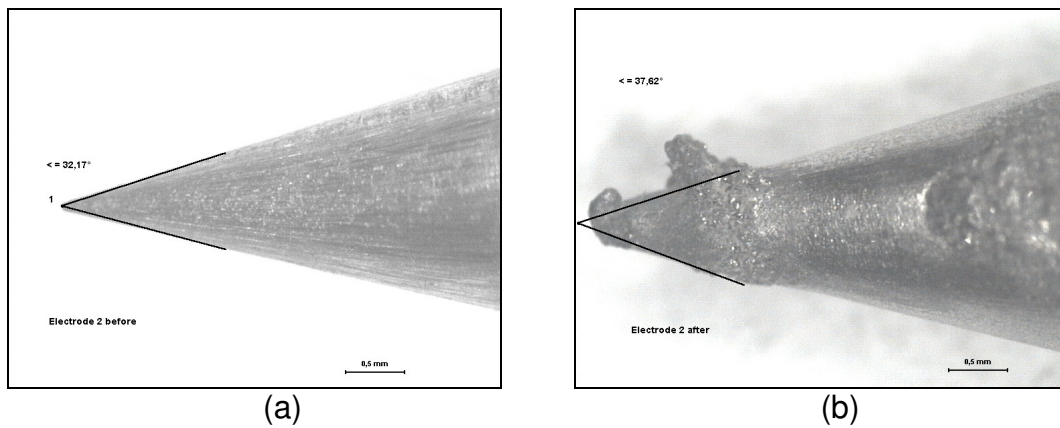 < = 32,17°
1
Electrode 2 before
0,5 mm
(a)
< = 37,62°
Electrode 2 after
0,5 mm
(b)